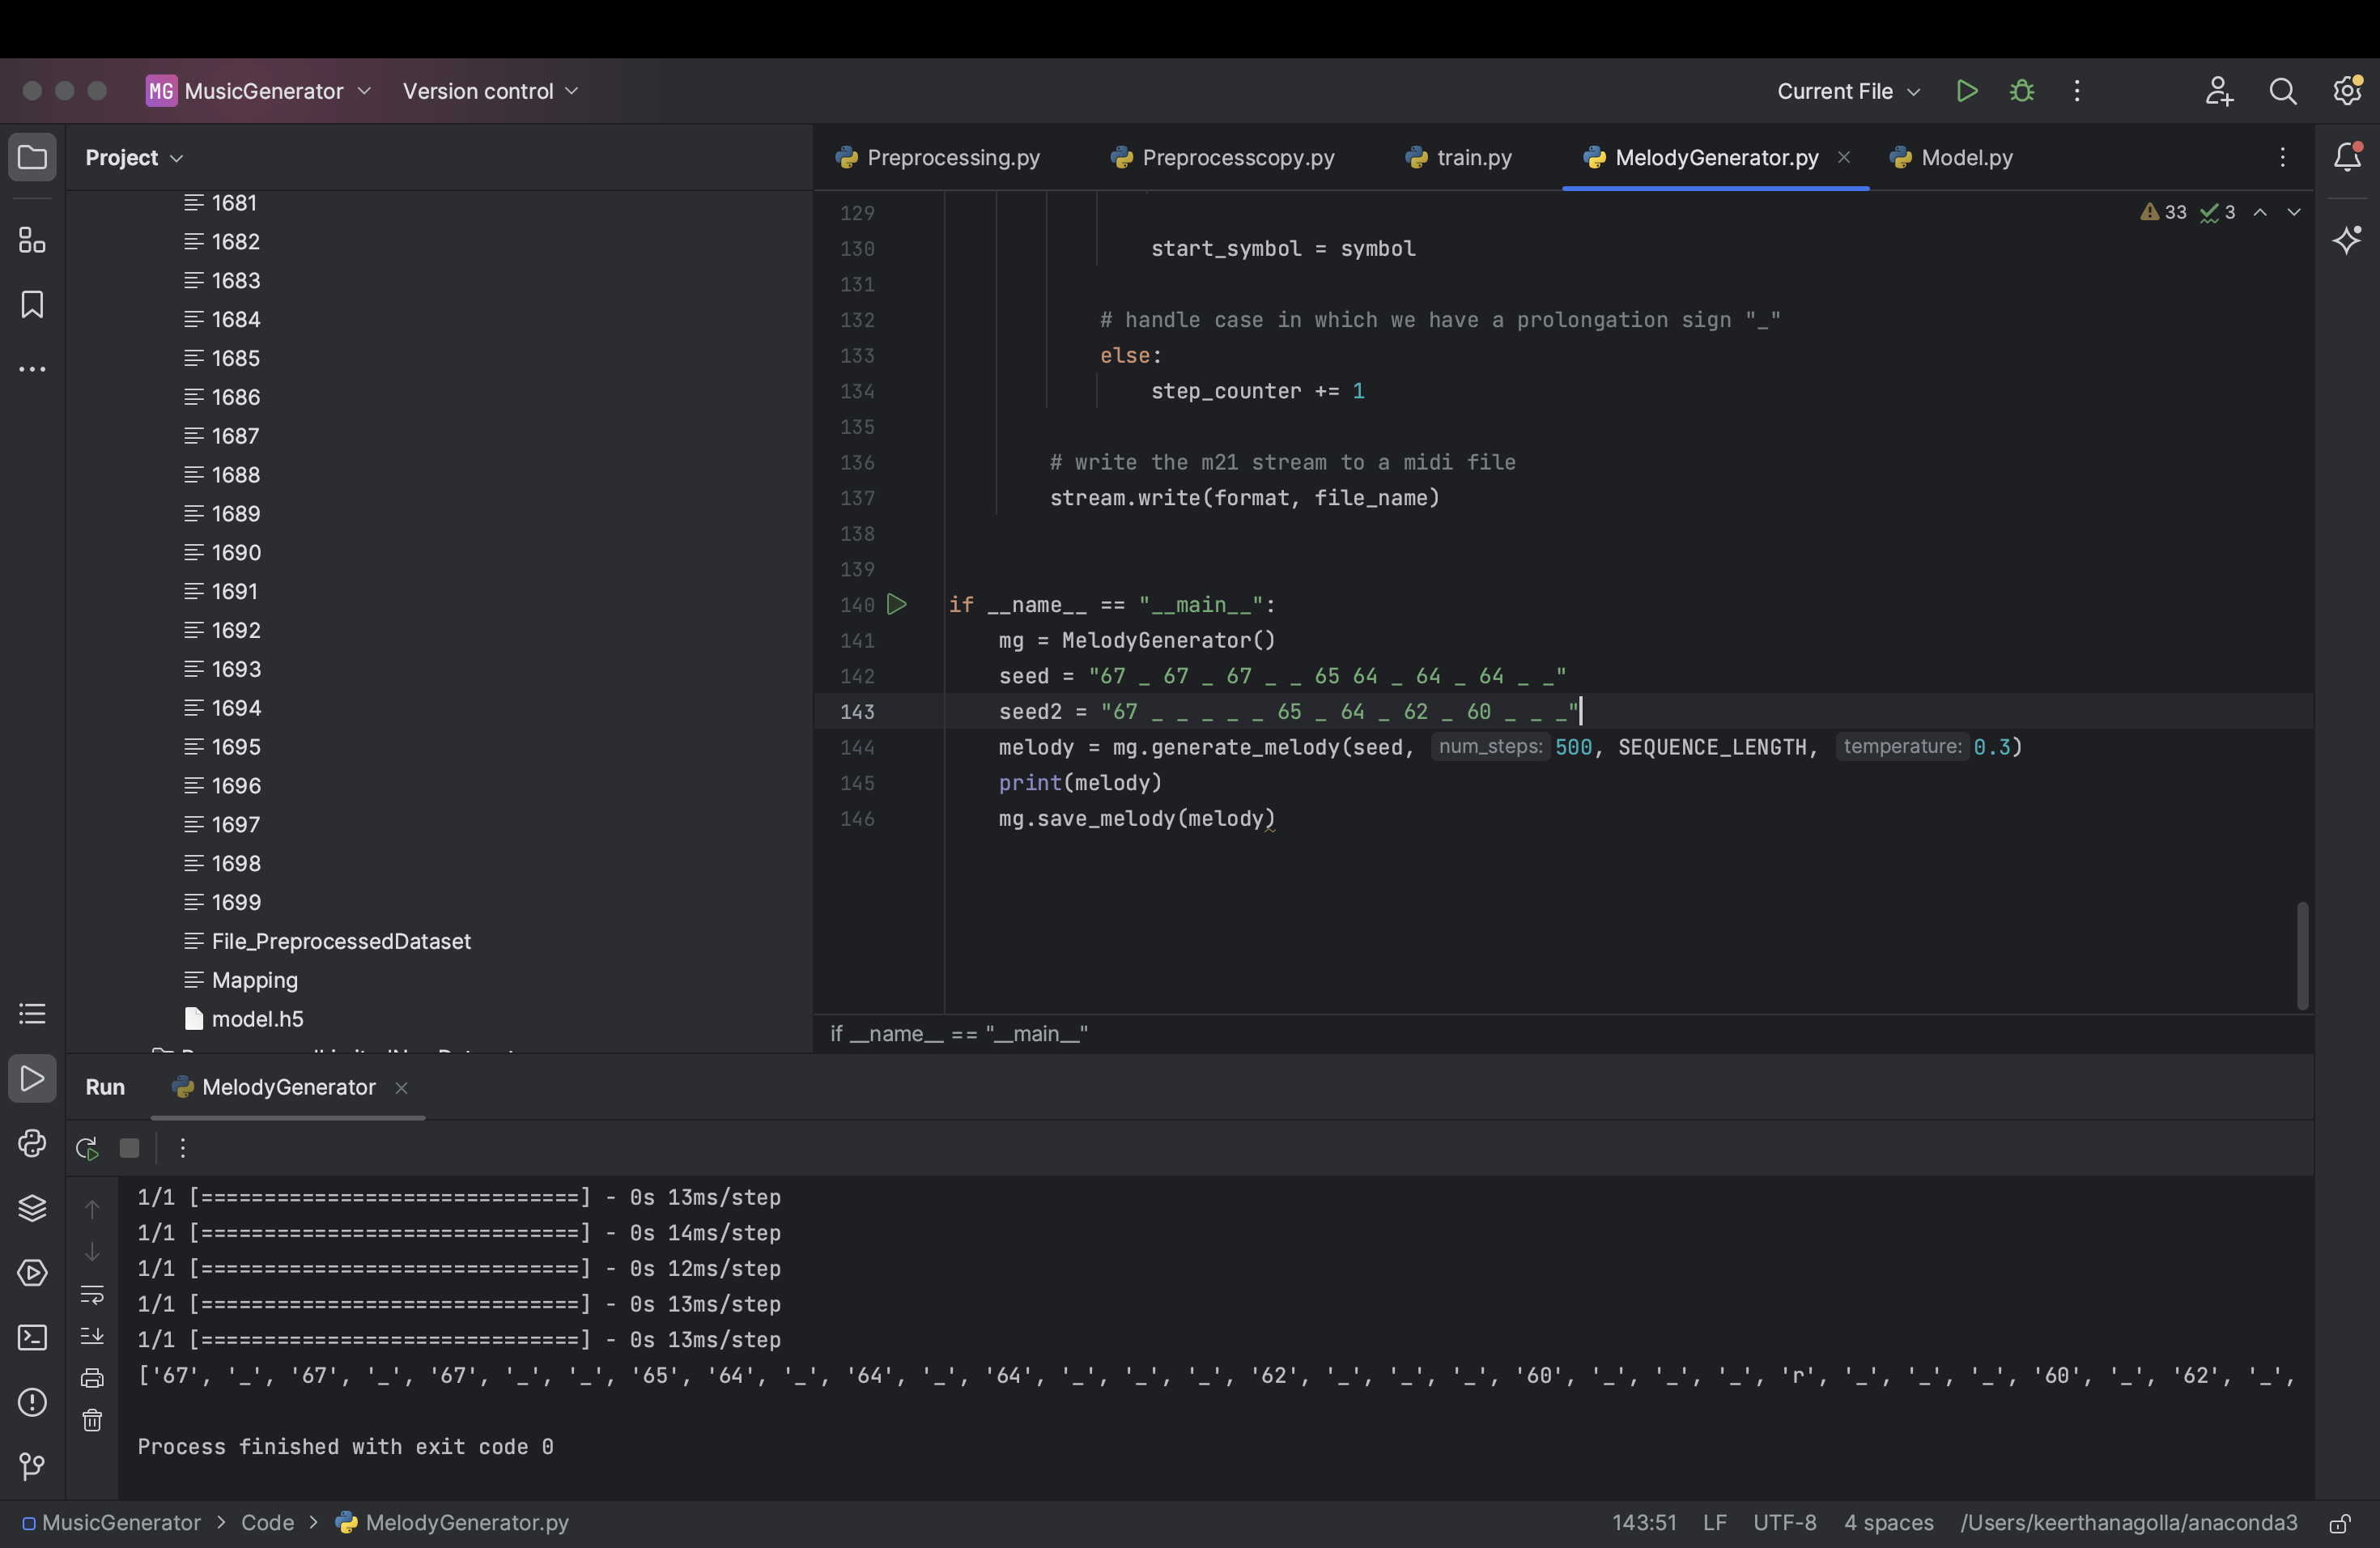 MG MusicGenerator Version control Current File
Project
Preprocessing.py Preprocesscopy.py train.py MelodyGenerator.py Model.py
1681
1682
1683
1684
1685
1686
1687
1688
1689
1690
1691
1692
1693
1694
1695
1696
1697
1698
1699
File_PreprocessedDataset
Mapping
model.h5
33 3
129
130 start_symbol = symbol
131
132 # handle case in which we have a prolongation sign "_"
133 else:
134 step_counter += 1
135
136 # write the m21 stream to a midi file
137 stream.write(format, file_name)
138
139
140 if __name__ == "__main__":
141 mg = MelodyGenerator()
142 seed = "67 _ 67 _ 67 _ _ 65 64 _ 64 _ 64 _ _"
143 seed2 = "67 _ _ _ _ _ 65 _ 64 _ 62 _ 60 _ _ _"
144 melody = mg.generate_melody(seed, num_steps: 500, SEQUENCE_LENGTH, temperature: 0.3)
145 print(melody)
146 mg.save_melody(melody)
if __name__ == "__main__"
Run MelodyGenerator
1/1 [==============================] - 0s 13ms/step
1/1 [==============================] - 0s 14ms/step
1/1 [==============================] - 0s 12ms/step
1/1 [==============================] - 0s 13ms/step
1/1 [==============================] - 0s 13ms/step
['67', '_', '67', '_', '67', '_', '_', '65', '64', '_', '64', '_', '64', '_', '_', '_', '62', '_', '_', '_', '60', '_', '_', '_', 'r', '_', '_', '_', '60', '_', '62', '_',
Process finished with exit code 0
MusicGenerator > Code > MelodyGenerator.py 143:51 LF UTF-8 4 spaces /Users/keerthanagolla/anaconda3